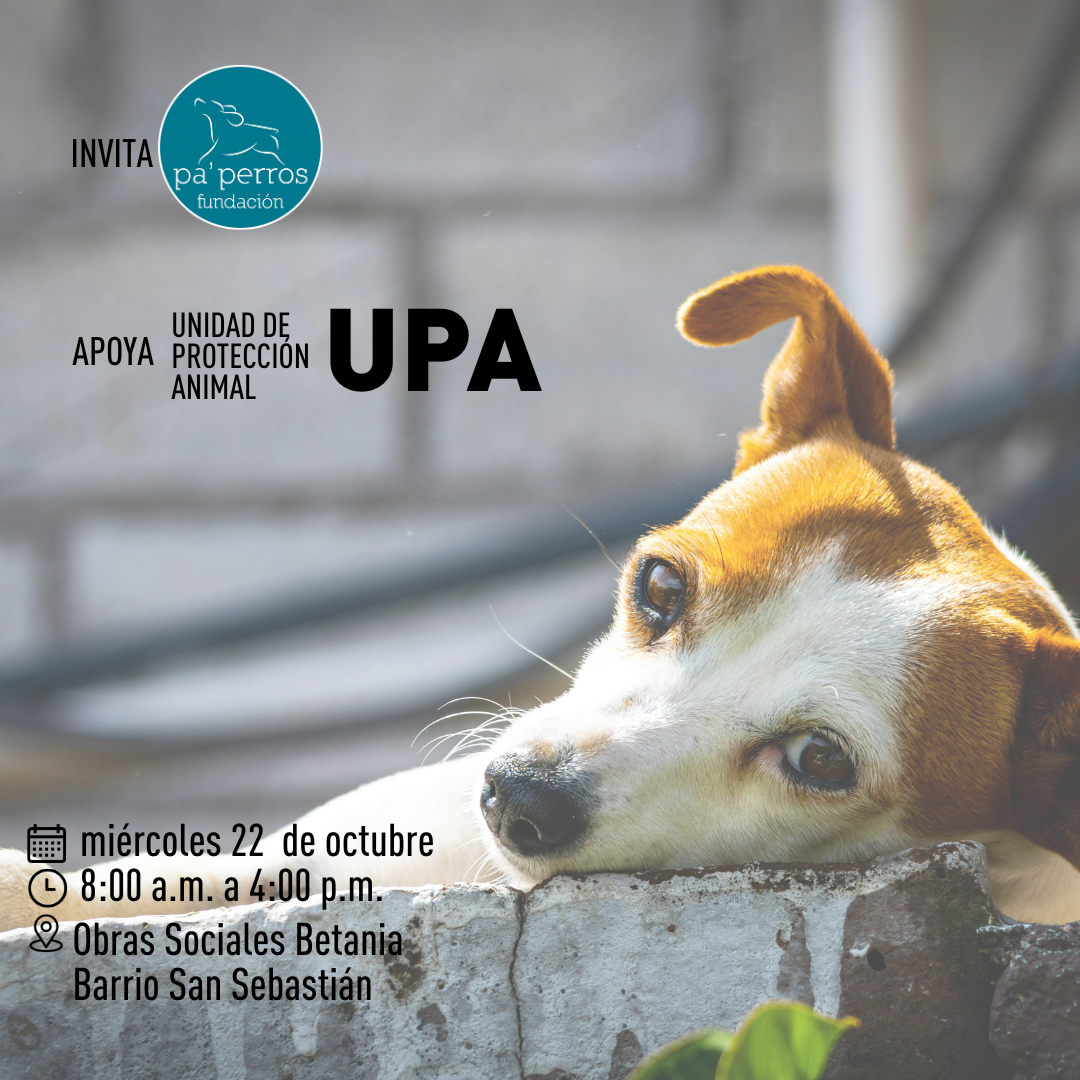 INVITA
pa' perros
fundación
APOYA
UNIDAD DE
PROTECCIÓN
ANIMAL
UPA
miércoles 22 de octubre
8:00 a.m. a 4:00 p.m.
Obras Sociales Betania
Barrio San Sebastián